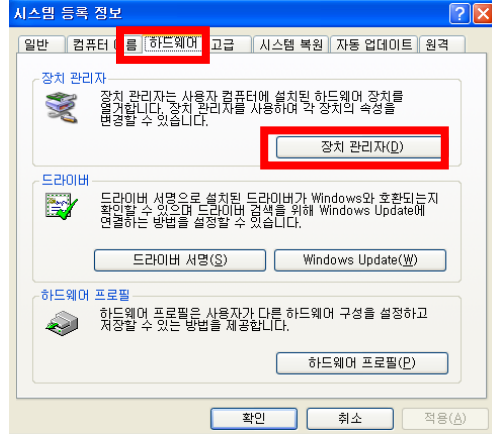 시스템 등록 정보
일반 컴퓨터 이름 하드웨어 고급 시스템 복원 자동 업데이트 원격
장치 관리자
장치 관리자는 사용자 컴퓨터에 설치된 하드웨어 장치를
열거합니다. 장치 관리자를 사용하여 각 장치의 속성을
변경할 수 있습니다.
장치 관리자(D)
드라이버
드라이버 서명으로 설치된 드라이버가 Windows와 호환되는지
확인할 수 있으며 드라이버 검색을 위해 Windows Update에
연결하는 방법을 설정할 수 있습니다.
드라이버 서명(S) Windows Update(W)
하드웨어 프로필
하드웨어 프로필은 사용자가 다른 하드웨어 구성을 설정하고
저장할 수 있는 방법을 제공합니다.
하드웨어 프로필(P)
확인 취소 적용(A)